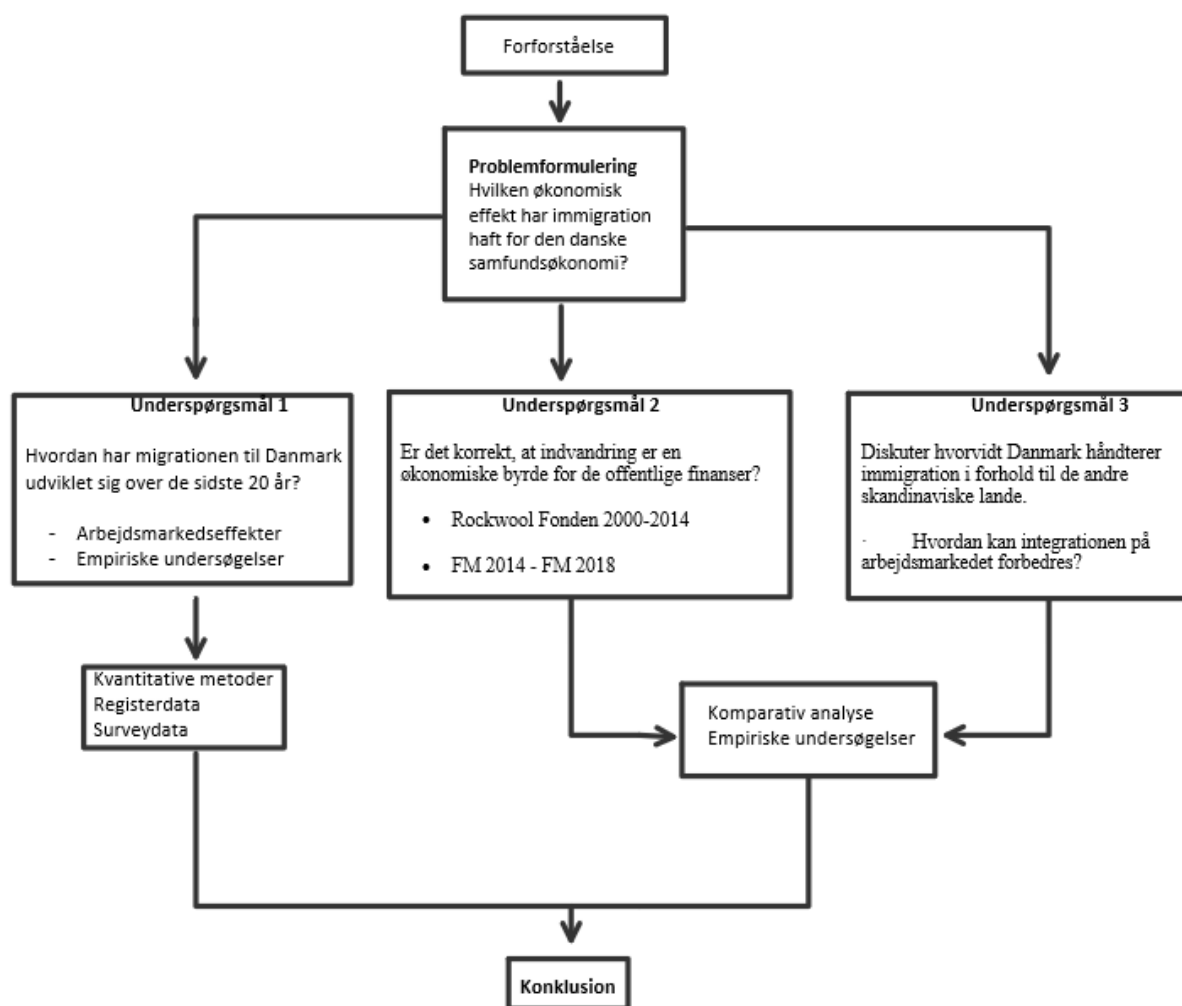 Forforståelse
Problemformulering
Hvilken økonomisk
effekt har immigration
haft for den danske
samfundsøkonomi?
Underspørgsmål 1
Hvordan har migrationen til Danmark
udviklet sig over de sidste 20 år?
- Arbejdsmarkedseffekter
- Empiriske undersøgelser
Underspørgsmål 2
Er det korrekt, at indvandring er en
økonomiske byrde for de offentlige finanser?
• Rockwool Fonden 2000-2014
• FM 2014 - FM 2018
Underspørgsmål 3
Diskuter hvorvidt Danmark håndterer
immigration i forhold til de andre
skandinaviske lande.
· Hvordan kan integrationen på
arbejdsmarkedet forbedres?
Kvantitative metoder
Registerdata
Surveydata
Komparativ analyse
Empiriske undersøgelser
Konklusion